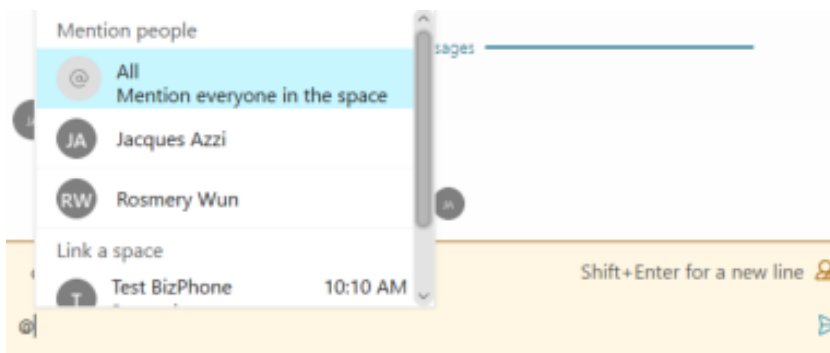 Mention people
sages
@
All
Mention everyone in the space
JA
JA
Jacques Azzi
RW
Rosmery Wun
JA
Link a space
T
Test BizPhone
10:10 AM
Shift+Enter for a new line
@